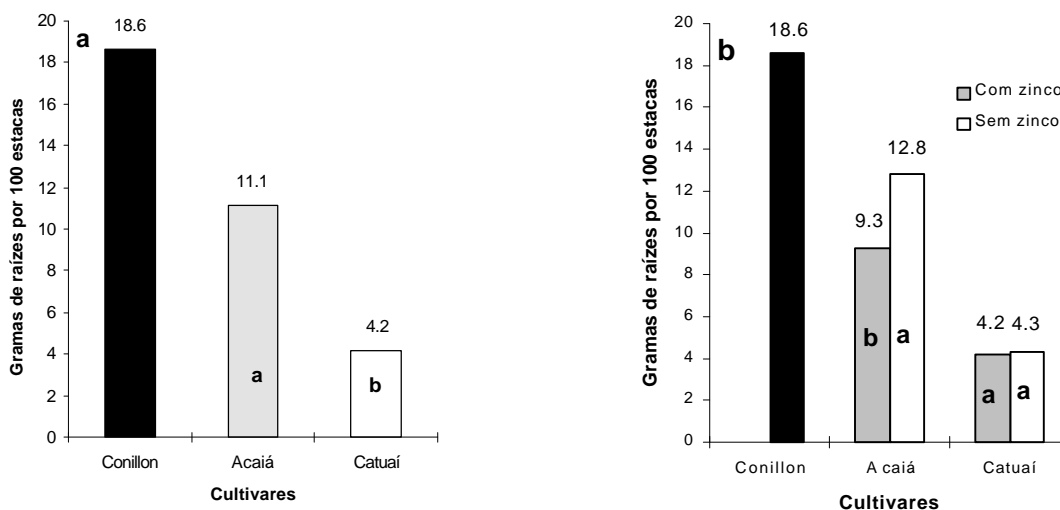 a
Gramas de raízes por 100 estacas
20
18
16
14
12
10
8
6
4
2
0
18.6
11.1
4.2
a
b
Conillon Acaiá Catuaí
Cultivares
b
Gramas de raízes por 100 estacas
20
18
16
14
12
10
8
6
4
2
0
18.6
Com zinco
Sem zinco
12.8
9.3
4.2 4.3
b a
a a
Conillon A caiá Catuaí
Cultivares